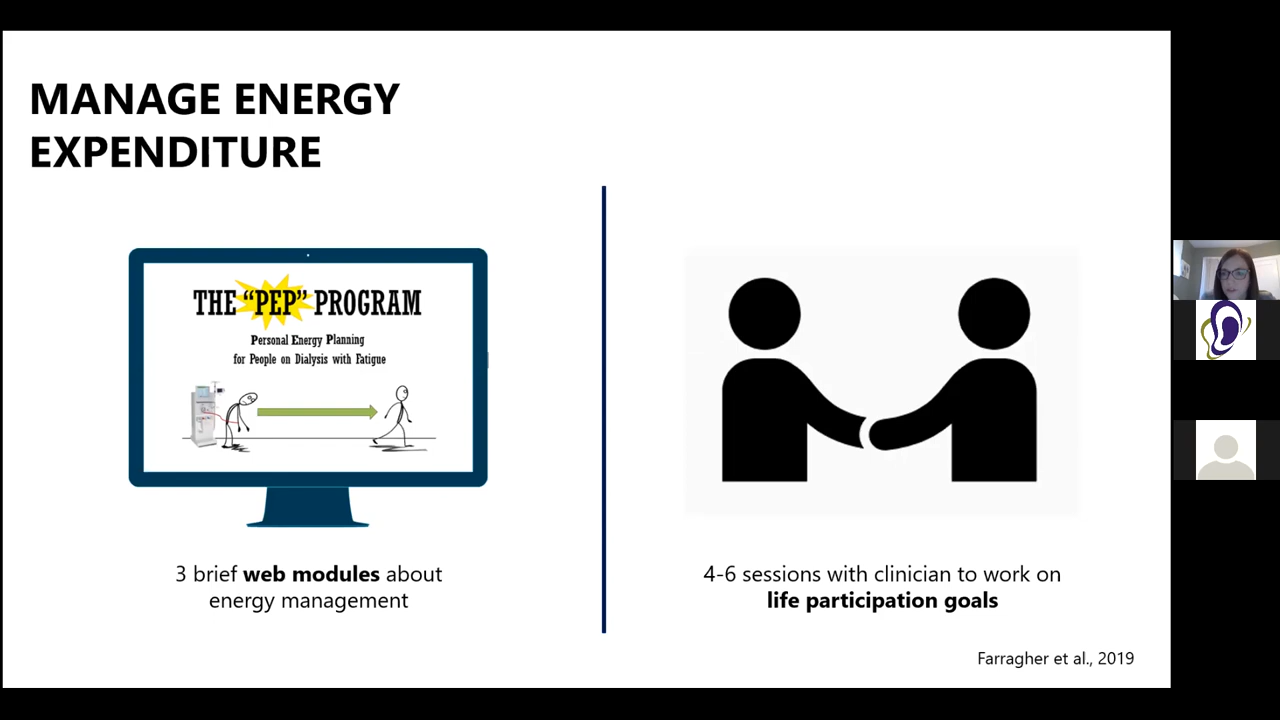 MANAGE ENERGY
EXPENDITURE
THE “PEP” PROGRAM
Personal Energy Planning
for People on Dialysis with Fatigue
3 brief web modules about
energy management
4-6 sessions with clinician to work on
life participation goals
Farragher et al., 2019